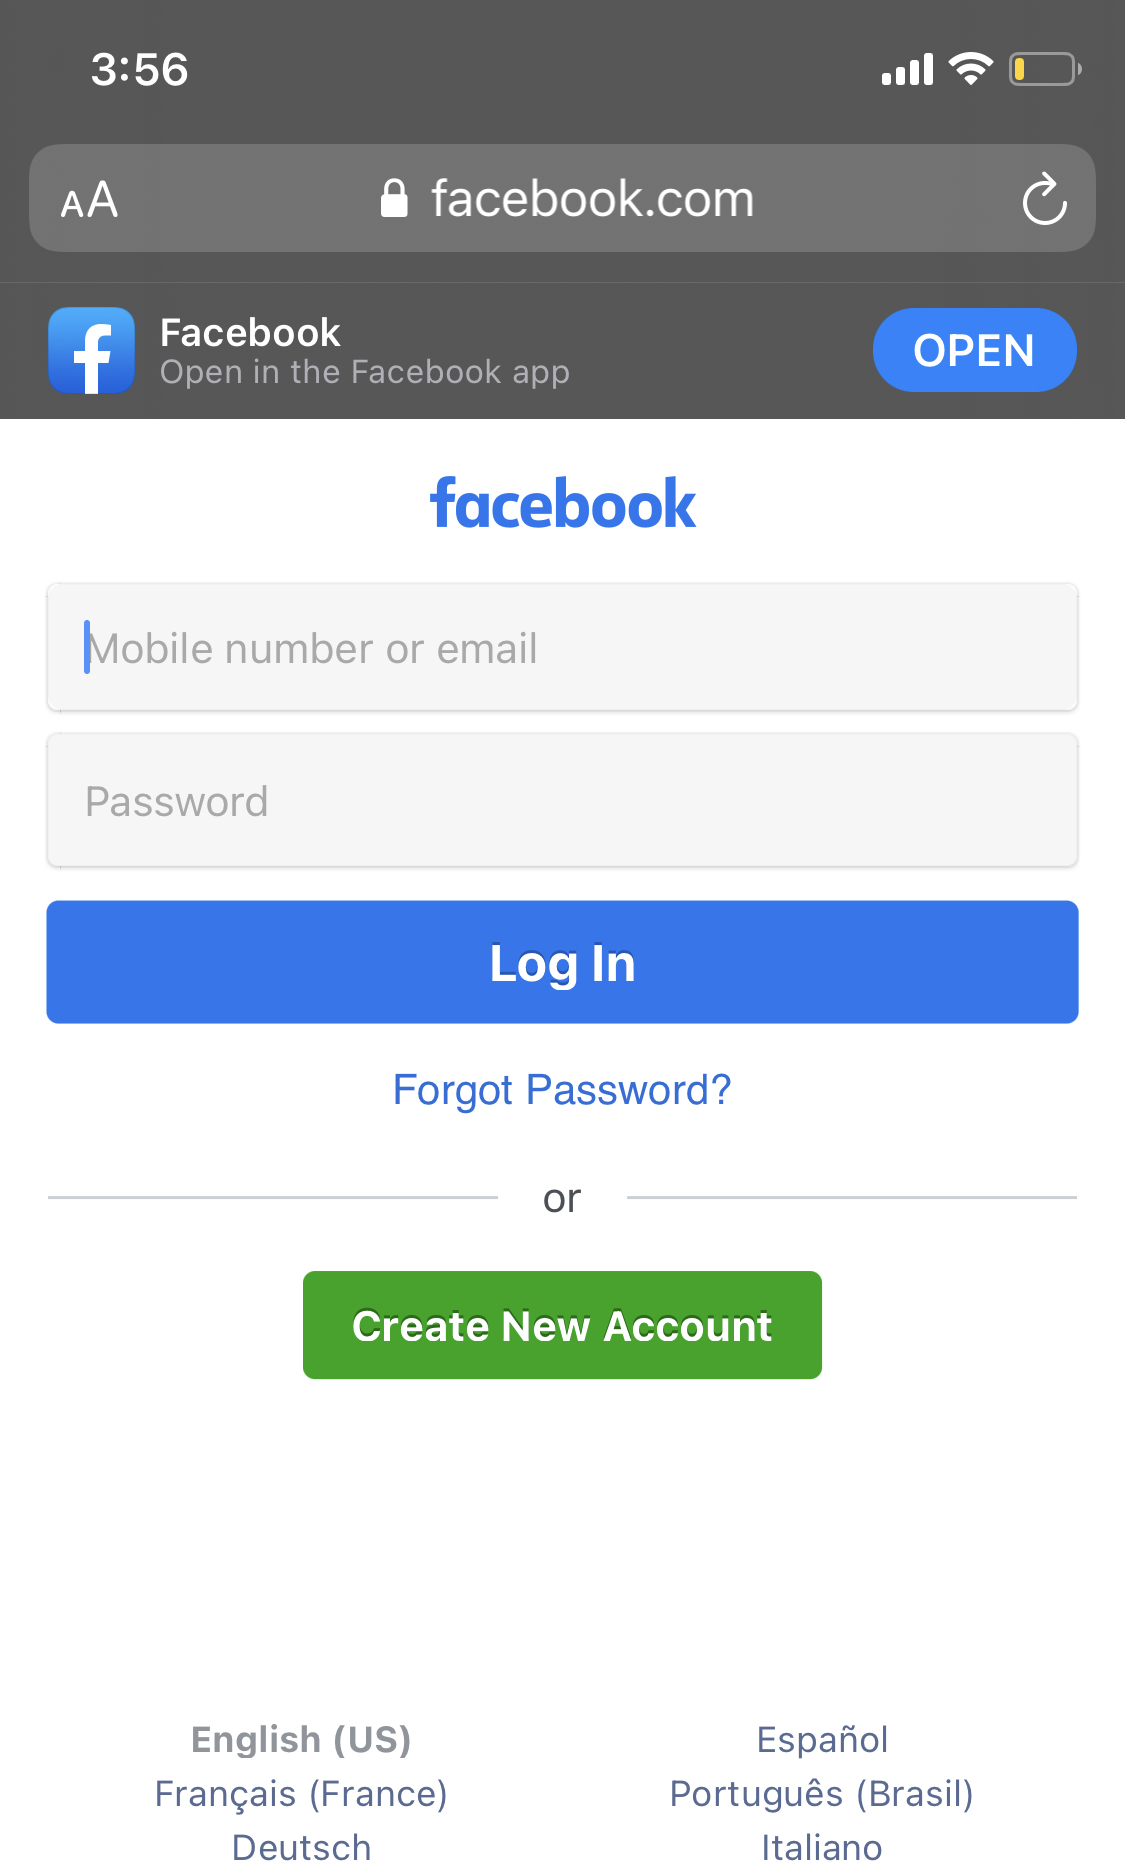 3:56
AA facebook.com
Facebook
Open in the Facebook app
OPEN
facebook
Mobile number or email
Password
Log In
Forgot Password?
or
Create New Account
English (US) Español
Français (France) Português (Brasil)
Deutsch Italiano